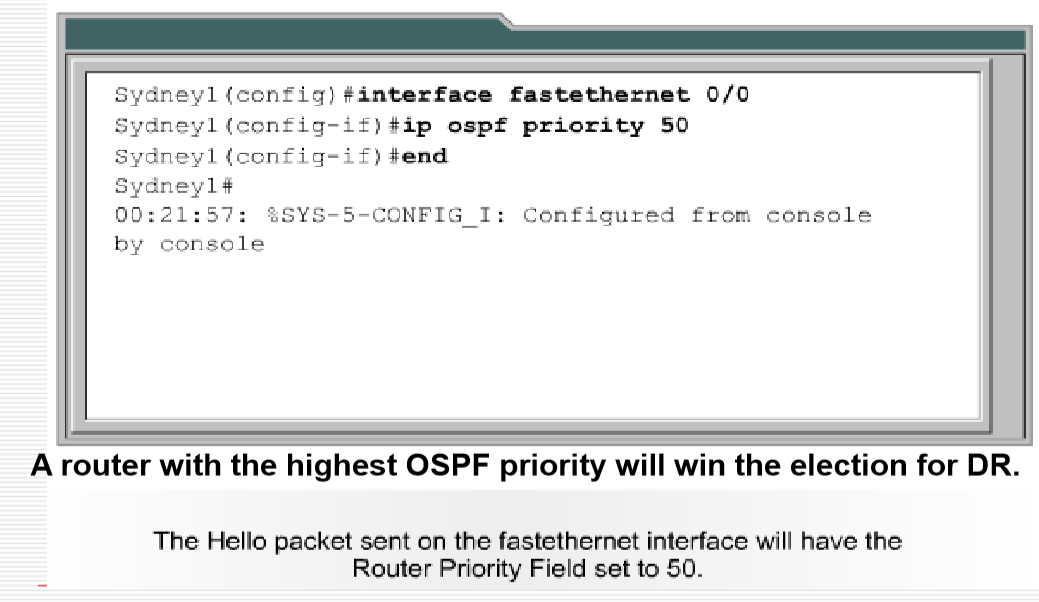 Sydney1(config)#interface fastethernet 0/0
Sydney1(config-if)#ip ospf priority 50
Sydney1(config-if)#end
Sydney1#
00:21:57: %SYS-5-CONFIG_I: Configured from console
by console
A router with the highest OSPF priority will win the election for DR.
The Hello packet sent on the fastethernet interface will have the
Router Priority Field set to 50.